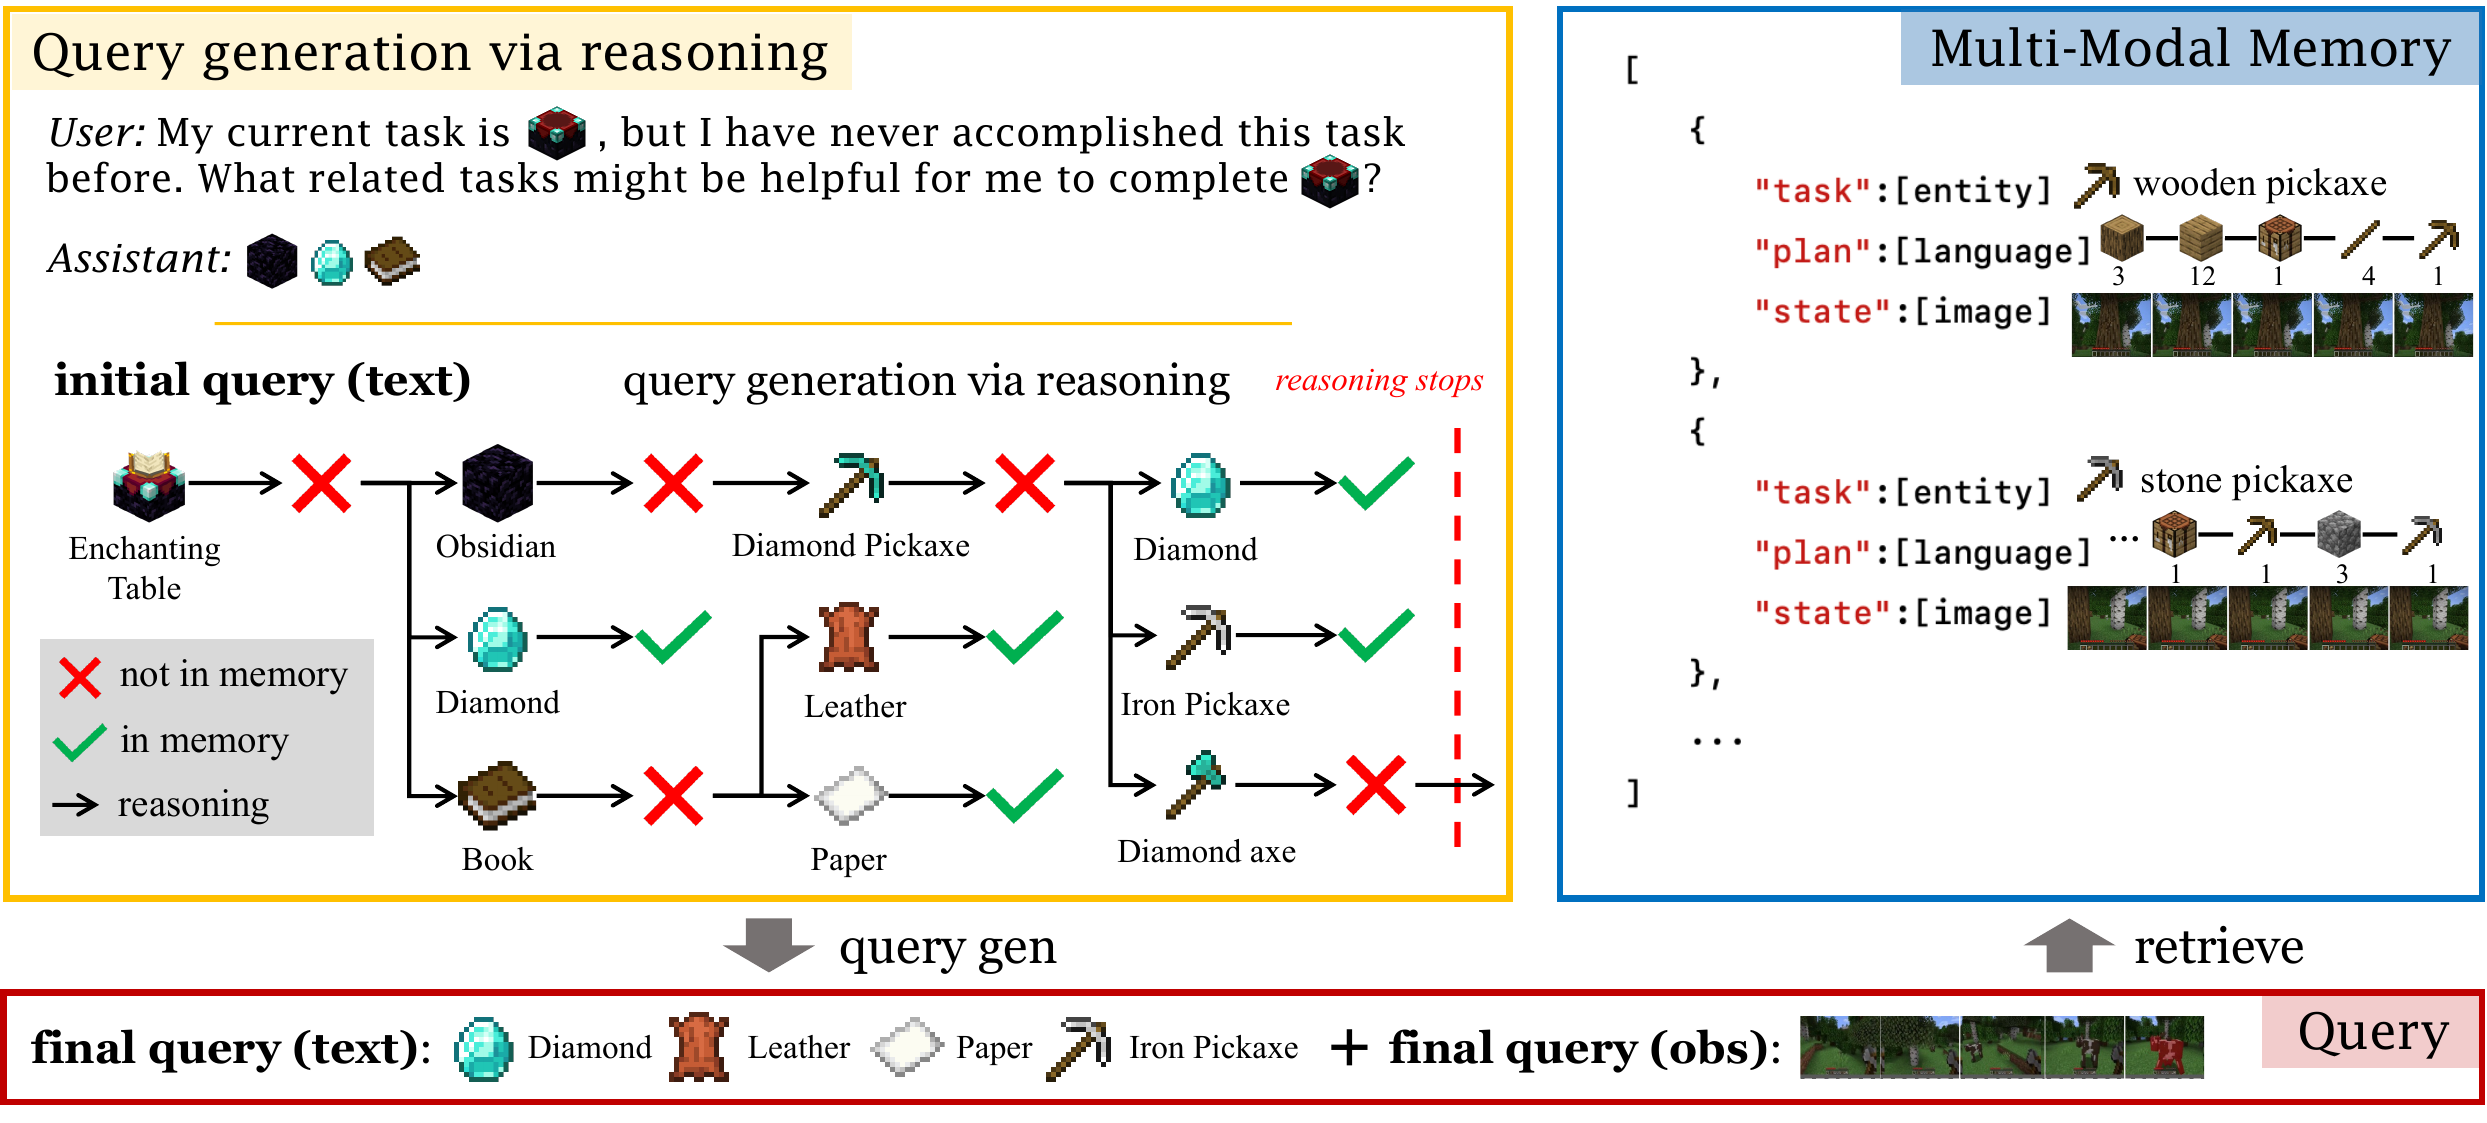 Query generation via reasoning
User: My current task is , but I have never accomplished this task
before. What related tasks might be helpful for me to complete ?
Assistant:
initial query (text)
query generation via reasoning
reasoning stops
Enchanting
Table
Obsidian
Diamond Pickaxe
Diamond
Diamond
Leather
Iron Pickaxe
Book
Paper
Diamond axe
not in memory
in memory
reasoning
Multi-Modal Memory
[
{
"task":[entity] wooden pickaxe
"plan":[language]
3 12 1 4 1
"state":[image]
},
{
"task":[entity] stone pickaxe
"plan":[language] ...
1 1 3 1
"state":[image]
},
...
]
query gen
retrieve
Query
final query (text): Diamond Leather Paper Iron Pickaxe + final query (obs):